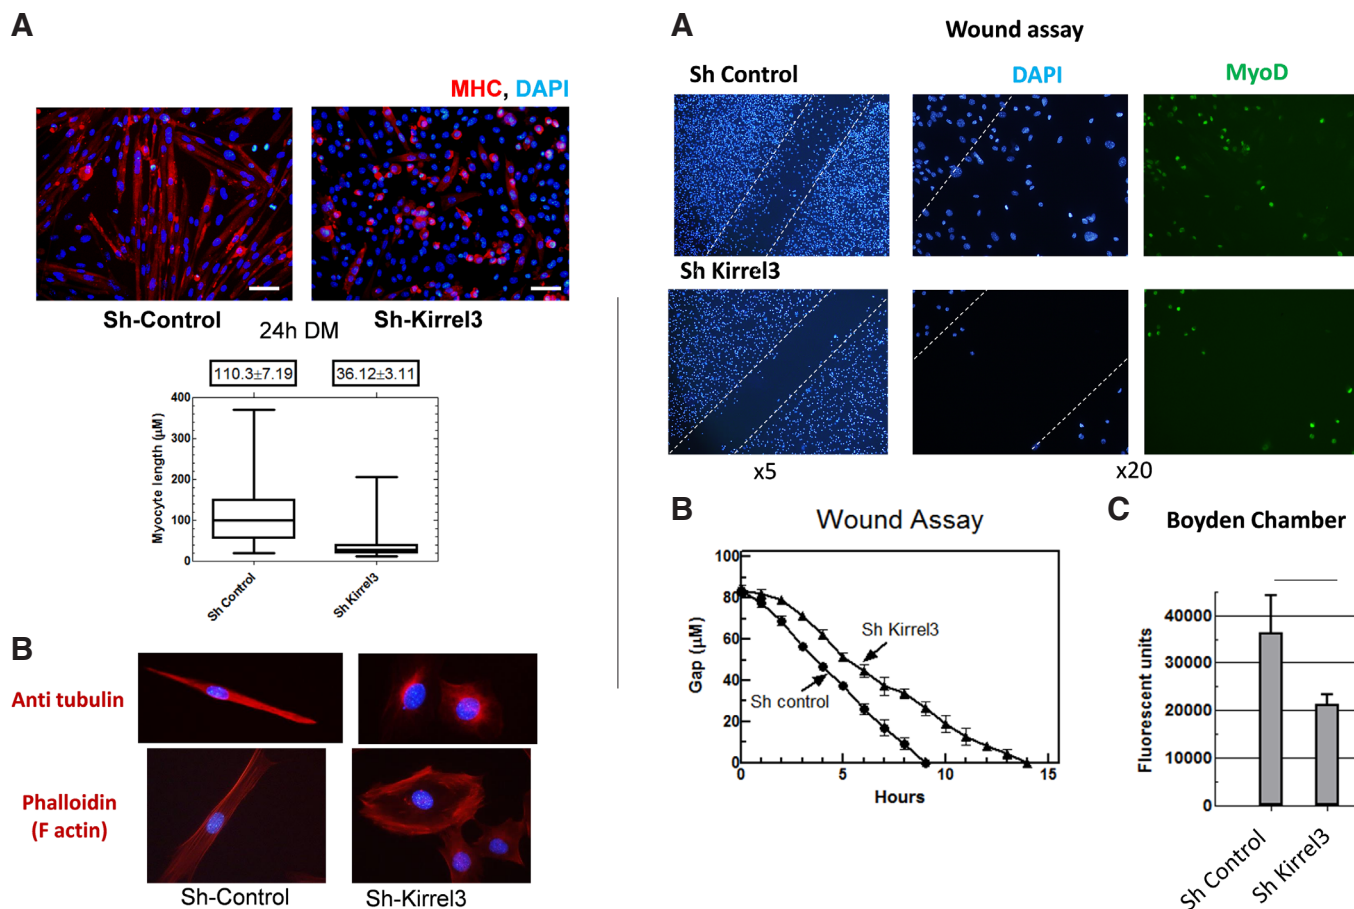 A
MHC, DAPI
Sh-Control
Sh-Kirrel3
24h DM
110.3±7.19
36.12±3.11
400
300
200
100
0
Myocyte length (µM)
Sh Control
Sh Kirrel3
B
Anti tubulin
Phalloidin
(F actin)
Sh-Control
Sh-Kirrel3
A
Wound assay
Sh Control
DAPI
MyoD
Sh Kirrel3
x5
x20
B
Wound Assay
100
80
60
40
20
0
Gap (µM)
Sh Kirrel3
Sh control
0
5
10
15
Hours
C
Boyden Chamber
40000
30000
20000
10000
0
Fluorescent units
Sh Control
Sh Kirrel3